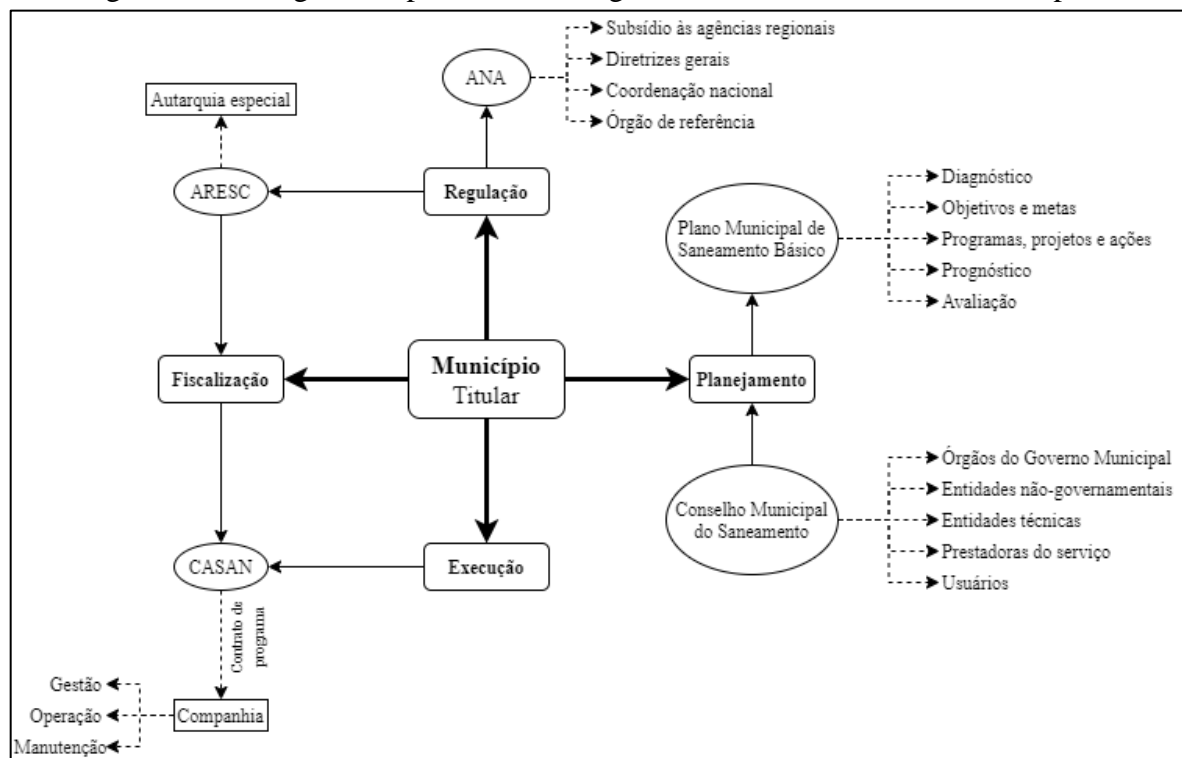 Subsídio às agências regionais
Diretrizes gerais
Coordenação nacional
Órgão de referência
ANA
Autarquia especial
ARESC
Regulação
Diagnóstico
Objetivos e metas
Programas, projetos e ações
Prognóstico
Avaliação
Plano Municipal de
Saneamento Básico
Fiscalização
Município
Titular
Planejamento
Órgãos do Governo Municipal
Entidades não-governamentais
Entidades técnicas
Prestadoras do serviço
Usuários
Conselho Municipal
do Saneamento
CASAN
Execução
Contrato de
programa
Gestão
Operação
Manutenção
Companhia